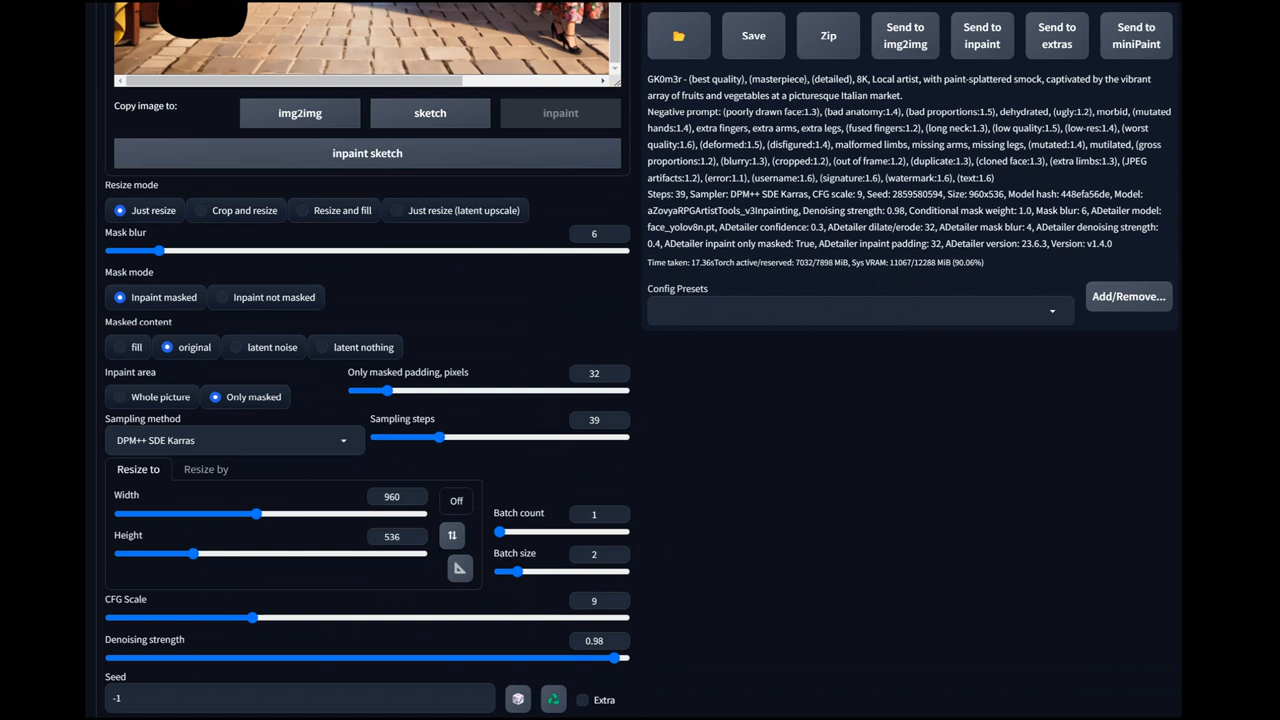 Copy image to:
img2img
sketch
inpaint
inpaint sketch
Resize mode
Just resize
Crop and resize
Resize and fill
Just resize (latent upscale)
Mask blur
6
Mask mode
Inpaint masked
Inpaint not masked
Masked content
fill
original
latent noise
latent nothing
Inpaint area
Whole picture
Only masked
Only masked padding, pixels
32
Sampling method
DPM++ SDE Karras
Sampling steps
39
Resize to
Resize by
Width
960
Off
Height
536
Batch count
1
Batch size
2
CFG Scale
9
Denoising strength
0.98
Seed
-1
Extra
Save
Zip
Send to
img2img
Send to
inpaint
Send to
extras
Send to
miniPaint
GK0m3r - (best quality), (masterpiece), (detailed), 8K, Local artist, with paint-splattered smock, captivated by the vibrant
array of fruits and vegetables at a picturesque Italian market.
Negative prompt: (poorly drawn face:1.3), (bad anatomy:1.4), (bad proportions:1.5), dehydrated, (ugly:1.2), morbid, (mutated
hands:1.4), extra fingers, extra arms, extra legs, (fused fingers:1.2), (long neck:1.3), (low quality:1.5), (low-res:1.4), (worst
quality:1.6), (deformed:1.5), (disfigured:1.4), malformed limbs, missing arms, missing legs, (mutated:1.4), mutilated, (gross
proportions:1.2), (blurry:1.3), (cropped:1.2), (out of frame:1.2), (duplicate:1.3), (cloned face:1.3), (extra limbs:1.3), (JPEG
artifacts:1.2), (error:1.1), (username:1.6), (signature:1.6), (watermark:1.6), (text:1.6)
Steps: 39, Sampler: DPM++ SDE Karras, CFG scale: 9, Seed: 2859580594, Size: 960x536, Model hash: 448efa56de, Model:
aZovyaRPGArtistTools_v3Inpainting, Denoising strength: 0.98, Conditional mask weight: 1.0, Mask blur: 6, ADetailer model:
face_yolov8n.pt, ADetailer confidence: 0.3, ADetailer dilate/erode: 32, ADetailer mask blur: 4, ADetailer denoising strength:
0.4, ADetailer inpaint only masked: True, ADetailer inpaint padding: 32, ADetailer version: 23.6.3, Version: v1.4.0
Time taken: 17.36sTorch active/reserved: 7032/7898 MiB, Sys VRAM: 11067/12288 MiB (90.06%)
Config Presets
Add/Remove...